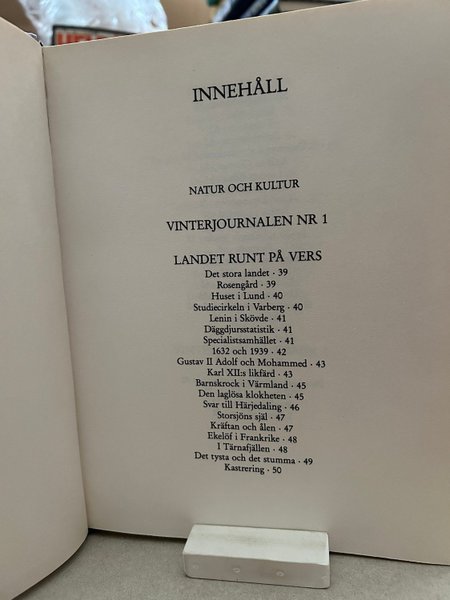 INNEHÅLL
NATUR OCH KULTUR
VINTERJOURNALEN NR 1
LANDET RUNT PÅ VERS
Det stora landet · 39
Rosengård · 39
Huset i Lund · 40
Studiecirkeln i Varberg · 40
Lenin i Skövde · 41
Däggdjursstatistik · 41
Specialistsamhället · 41
1632 och 1939 · 42
Gustav II Adolf och Mohammed · 43
Karl XII:s likfärd · 43
Barnskrock i Värmland · 45
Den laglösa klokheten · 45
Svar till Härjedaling · 46
Storsjöns själ · 47
Kräftan och ålen · 47
Ekelöf i Frankrike · 48
I Tärnafjällen · 48
Det tysta och det stumma · 49
Kastrering · 50